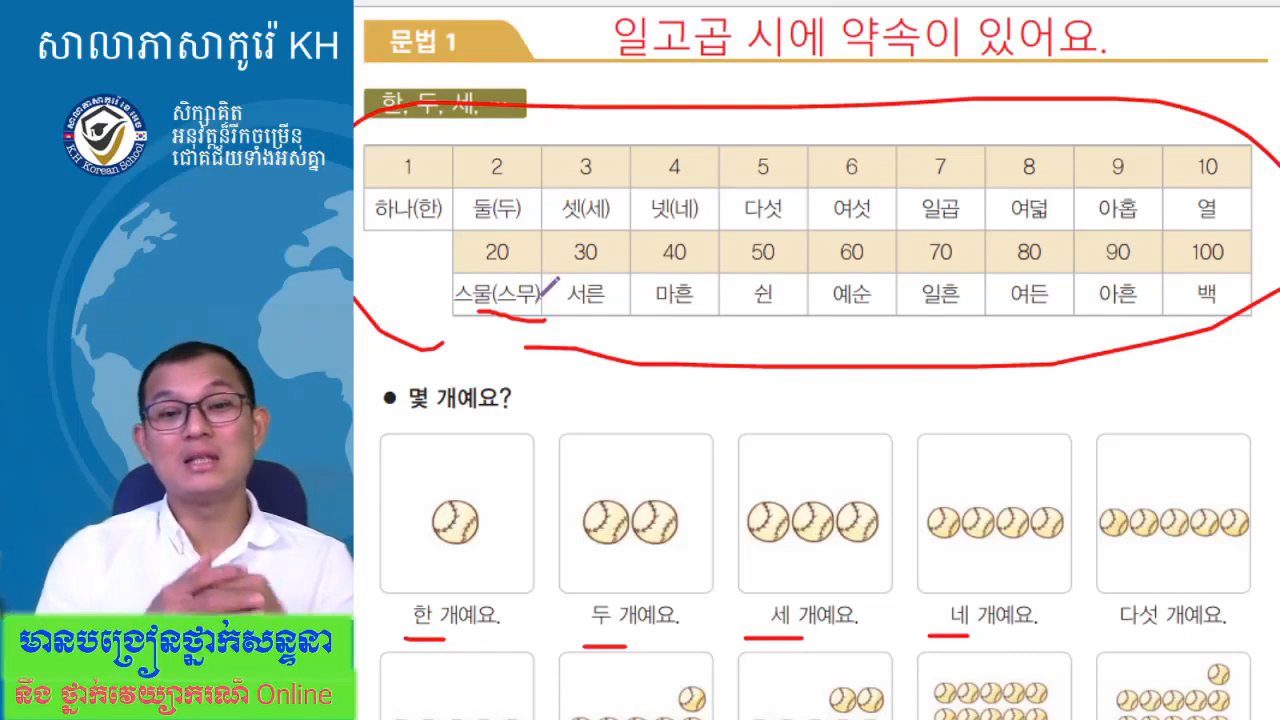 សាលាភាសាកូរ៉េ KH
សិក្សាគិត
អនុវត្តន៍រីកចម្រើន
ជោគជ័យទាំងអស់គ្នា
KH Korean School
មានបង្រៀនថ្នាក់សន្ទនា
និង ថ្នាក់វេយ្យាករណ៍ Online
문법 1
일고곱 시에 약속이 있어요.
한, 두, 세, …
1 2 3 4 5 6 7 8 9 10
하나(한) 둘(두) 셋(세) 넷(네) 다섯 여섯 일곱 여덟 아홉 열
20 30 40 50 60 70 80 90 100
스물(스무) 서른 마흔 쉰 예순 일흔 여든 아흔 백
● 몇 개예요?
한 개예요. 두 개예요. 세 개예요. 네 개예요. 다섯 개예요.